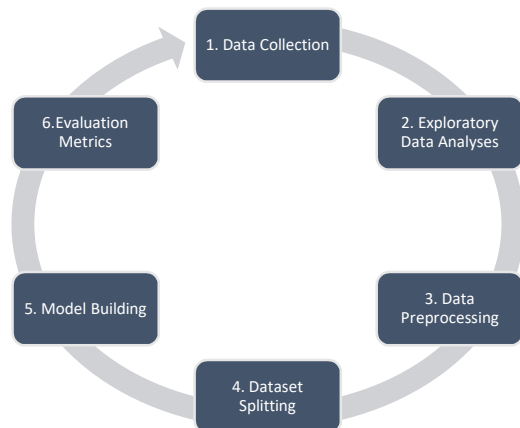 1. Data Collection
2. Exploratory
Data Analyses
3. Data
Preprocessing
4. Dataset
Splitting
5. Model Building
6.Evaluation
Metrics